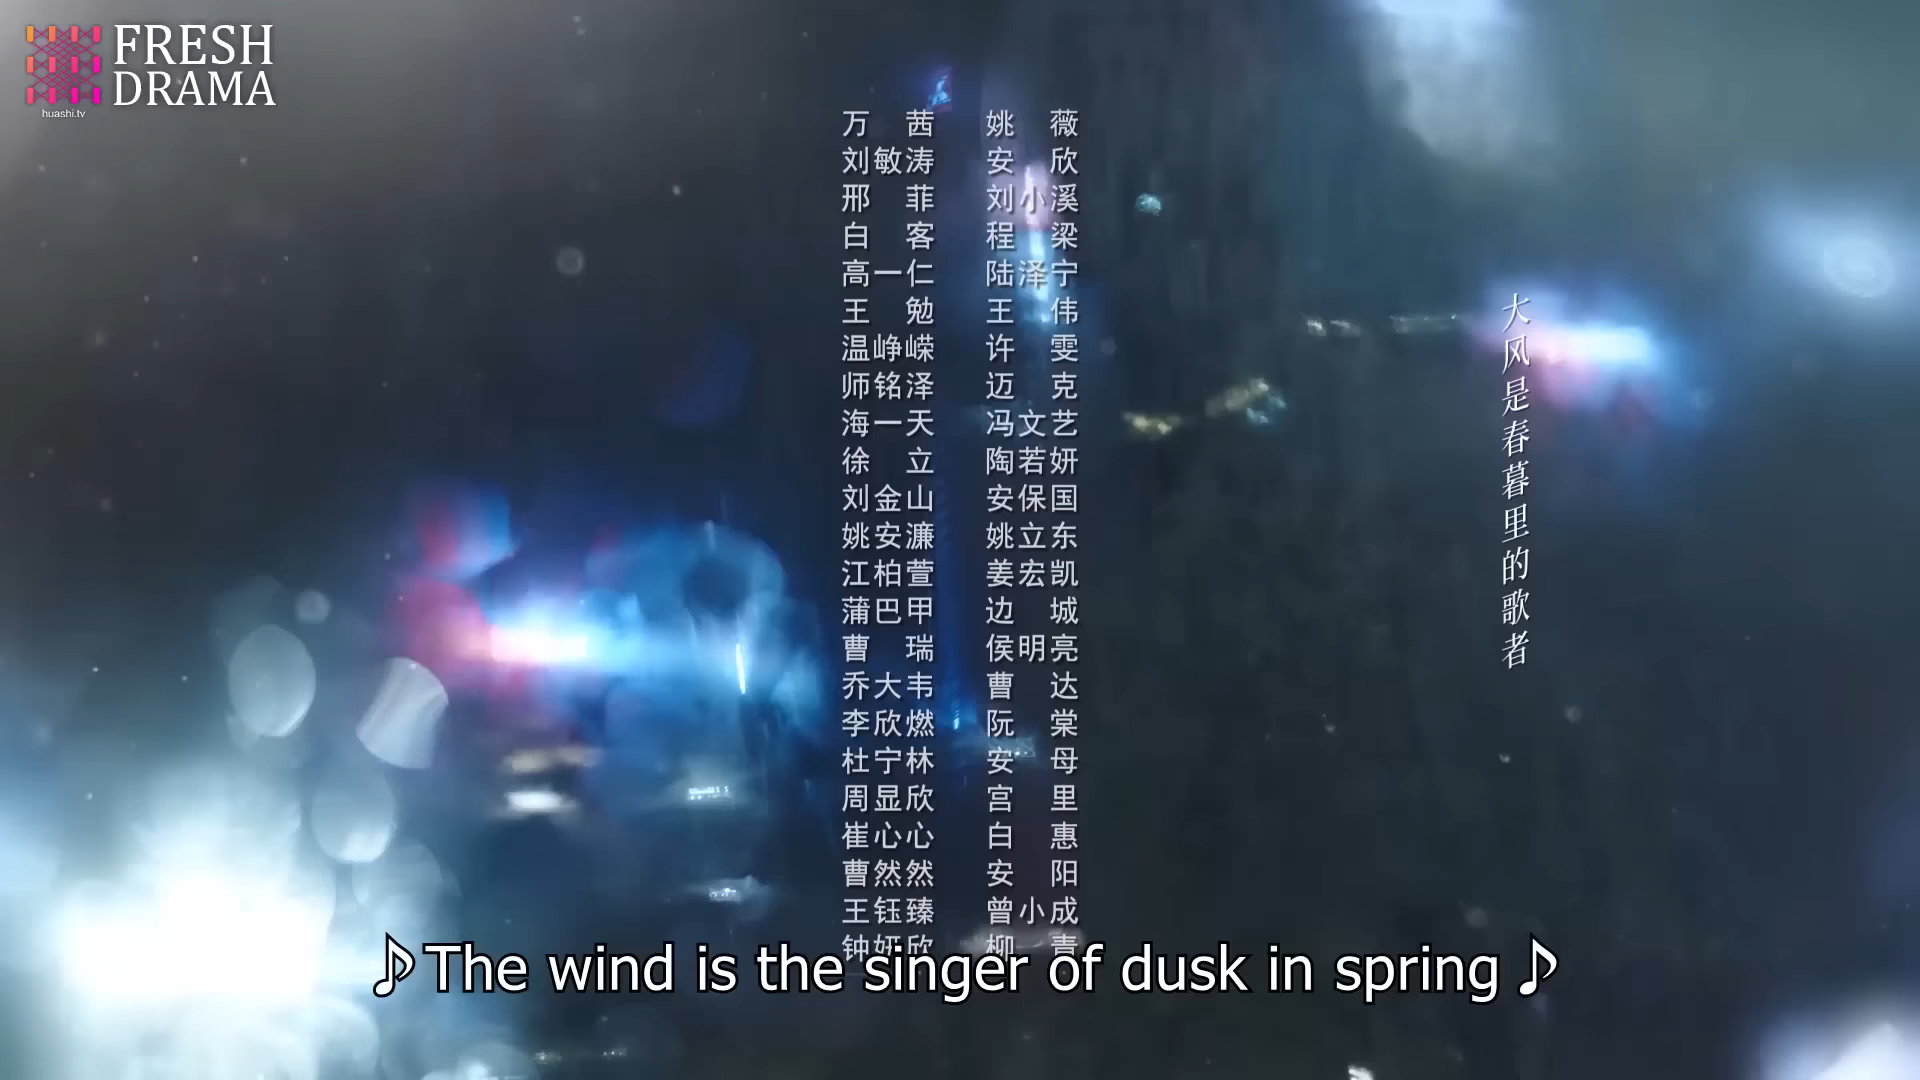 FRESH
DRAMA
huashi.tv
万茜 姚薇
刘敏涛 安欣
邢菲 刘小溪
白客 程梁
高一仁 陆泽宁
王勉 王伟
温峥嵘 许雯
师铭泽 迈克
海一天 冯文艺
徐立 陶若妍
刘金山 安保国
姚安濂 姚立东
江柏萱 姜宏凯
蒲巴甲 边城
曹瑞 侯明亮
乔大韦 曹达
李欣燃 阮棠
杜宁林 安母
周显欣 宫里
崔心心 白惠
曹然然 安阳
王钰臻 曾小成
钟妍欣 柳青
大风是春暮里的歌者
♪The wind is the singer of dusk in spring♪